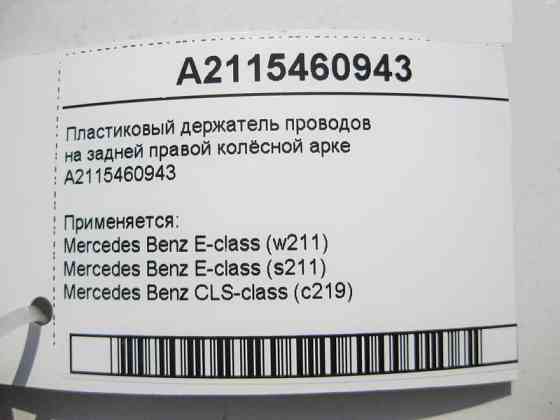 A2115460943
Пластиковый держатель проводов
на задней правой колёсной арке
A2115460943
Применяется:
Mercedes Benz E-class (w211)
Mercedes Benz E-class (s211)
Mercedes Benz CLS-class (c219)